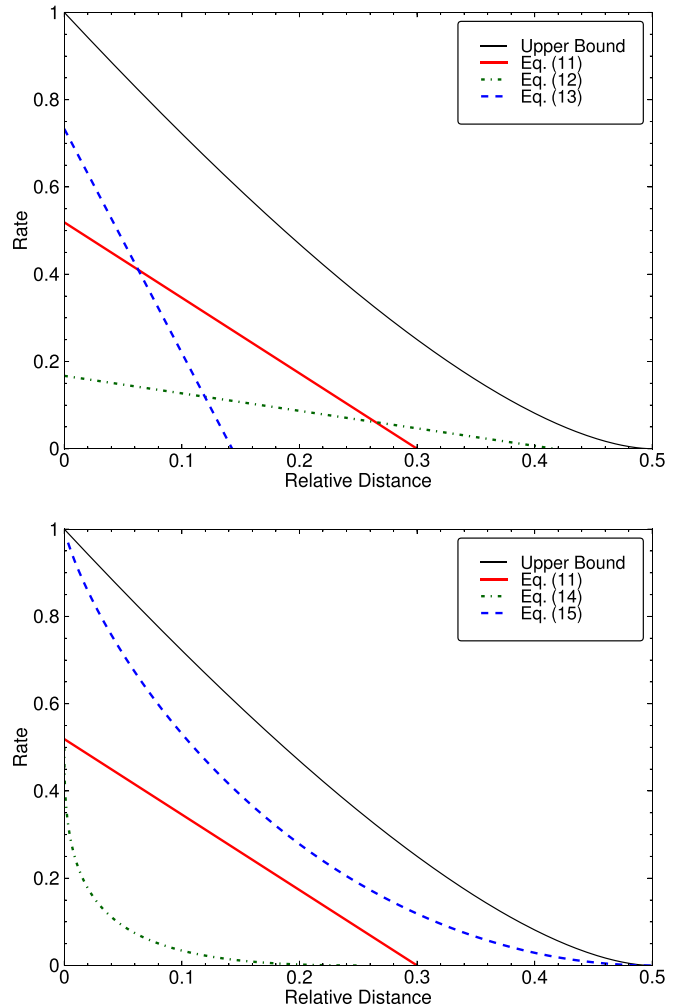 1
0.8
0.6
0.4
0.2
0
Rate
Upper Bound
Eq. (11)
Eq. (12)
Eq. (13)
0 0.1 0.2 0.3 0.4 0.5
Relative Distance
1
0.8
0.6
0.4
0.2
0
Rate
Upper Bound
Eq. (11)
Eq. (14)
Eq. (15)
0 0.1 0.2 0.3 0.4 0.5
Relative Distance